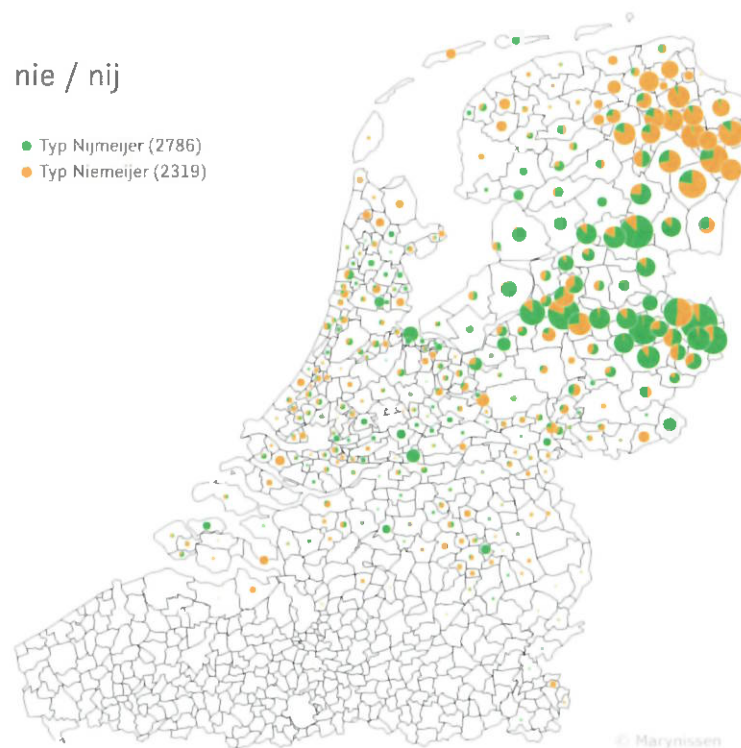 nie / nij
Typ Nijmeijer (2786)
Typ Niemeijer (2319)
© Marynissen